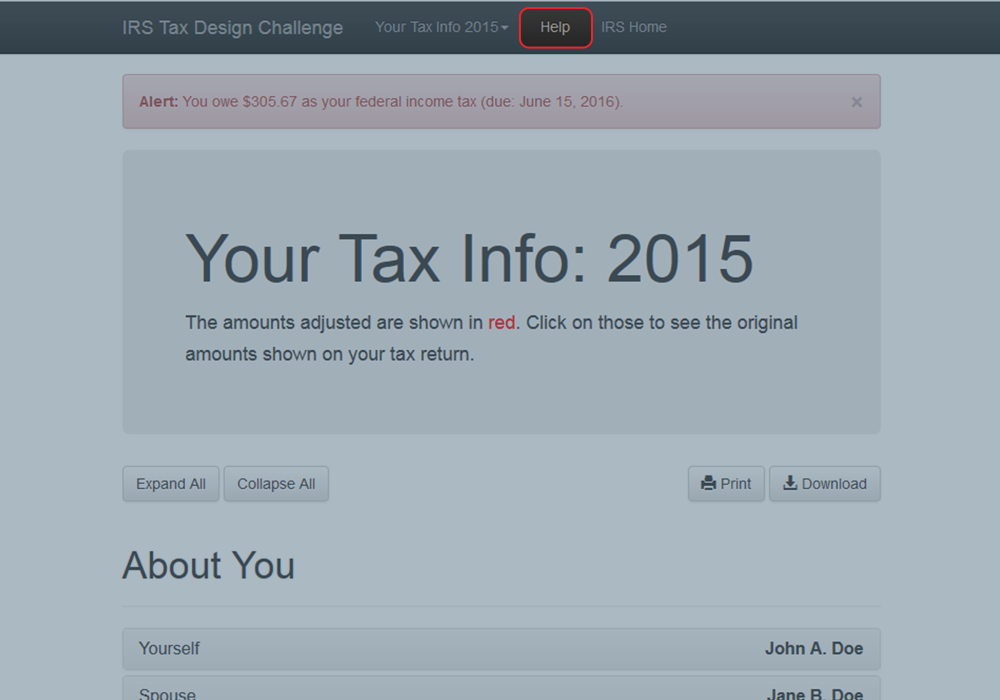 IRS Tax Design Challenge Your Tax Info 2015 Help IRS Home
Alert: You owe $305.67 as your federal income tax (due: June 15, 2016). ×
Your Tax Info: 2015
The amounts adjusted are shown in red. Click on those to see the original
amounts shown on your tax return.
Expand All Collapse All Print Download
About You
Yourself John A. Doe
Spouse Jane B. Doe